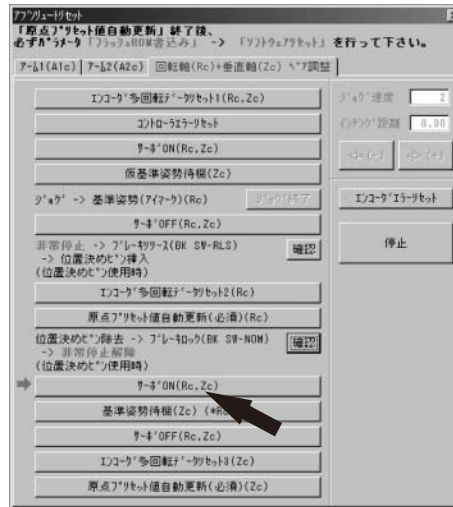 アブソリュートリセット
「原点プリセット値自動更新」終了後、
必ずパラメータ「フラッシュROM書込み」 -> 「ソフトウェアリセット」を行って下さい。
アーム1(A1c) アーム2(A2c) 回転軸(Rc)+垂直軸(Zc) ペア調整
エンコーダ多回転データリセット1(Rc,Zc)
コントローラエラーリセット
サーボON(Rc,Zc)
仮基準姿勢待機(Zc)
ジョグ -> 基準姿勢(アイマーク)(Rc) ジョグ終了
サーボOFF(Rc,Zc)
非常停止 -> ブレーキリリース(BK SW-RLS)
-> 位置決めピン挿入
(位置決めピン使用時)
確認
エンコーダ多回転データリセット2(Rc)
原点プリセット値自動更新(必須)(Rc)
位置決めピン除去 -> ブレーキロック(BK SW-NOM)
-> 非常停止解除
(位置決めピン使用時)
確認
サーボON(Rc,Zc)
基準姿勢待機(Zc) (*Rc
サーボOFF(Rc,Zc)
エンコーダ多回転データリセット3(Zc)
原点プリセット値自動更新(必須)(Zc)
ジョグ速度 2
インチング距離 0.00
<=(-) =>(+)
エンコーダエラーリセット
停止